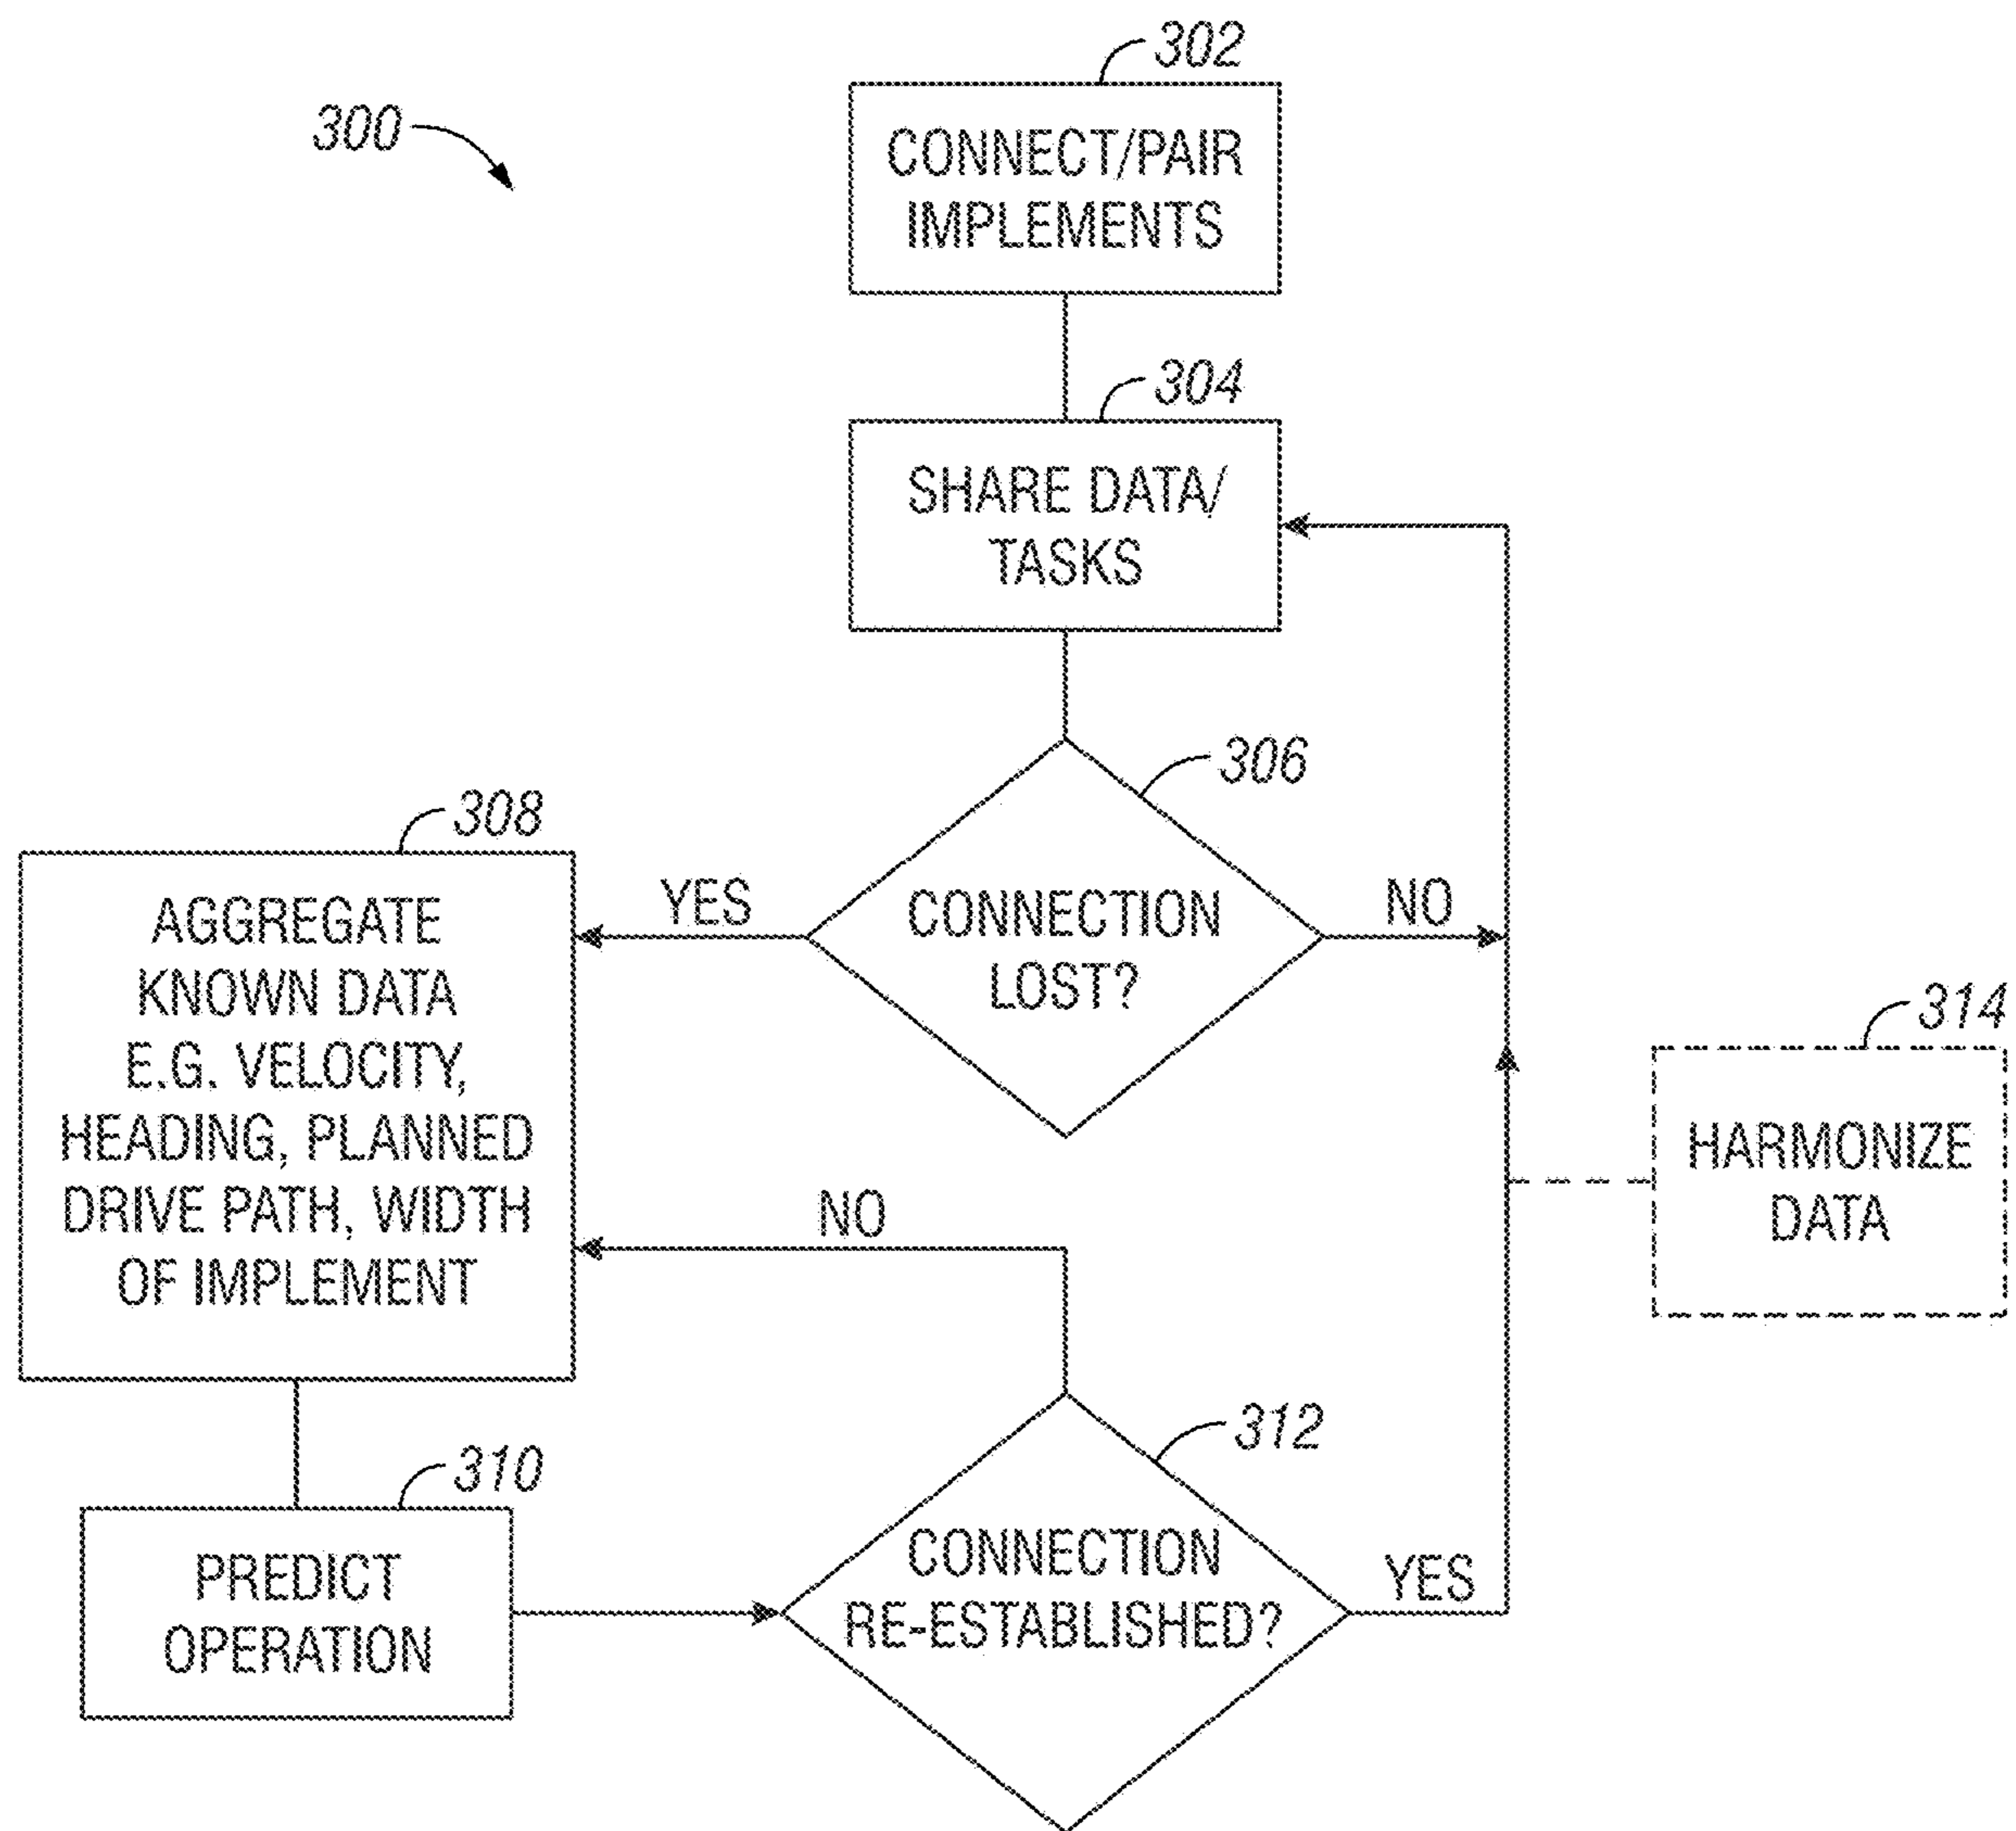 302
300
CONNECT/PAIR
IMPLEMENTS
304
SHARE DATA/
TASKS
306
308
AGGREGATE
KNOWN DATA
E.G. VELOCITY,
HEADING, PLANNED
DRIVE PATH, WIDTH
OF IMPLEMENT
YES
CONNECTION
LOST?
NO
314
HARMONIZE
DATA
NO
310
PREDICT
OPERATION
312
CONNECTION
RE-ESTABLISHED?
YES